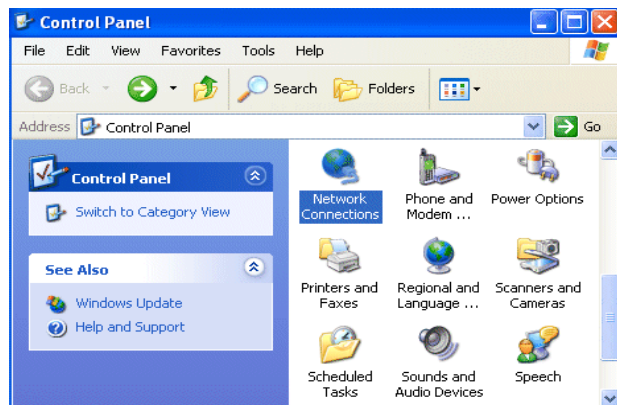 Control Panel
File Edit View Favorites Tools Help
Back Search Folders
Address Control Panel Go
Control Panel
Switch to Category View
See Also
Windows Update
Help and Support
Network Connections
Phone and Modem ...
Power Options
Printers and Faxes
Regional and Language ...
Scanners and Cameras
Scheduled Tasks
Sounds and Audio Devices
Speech